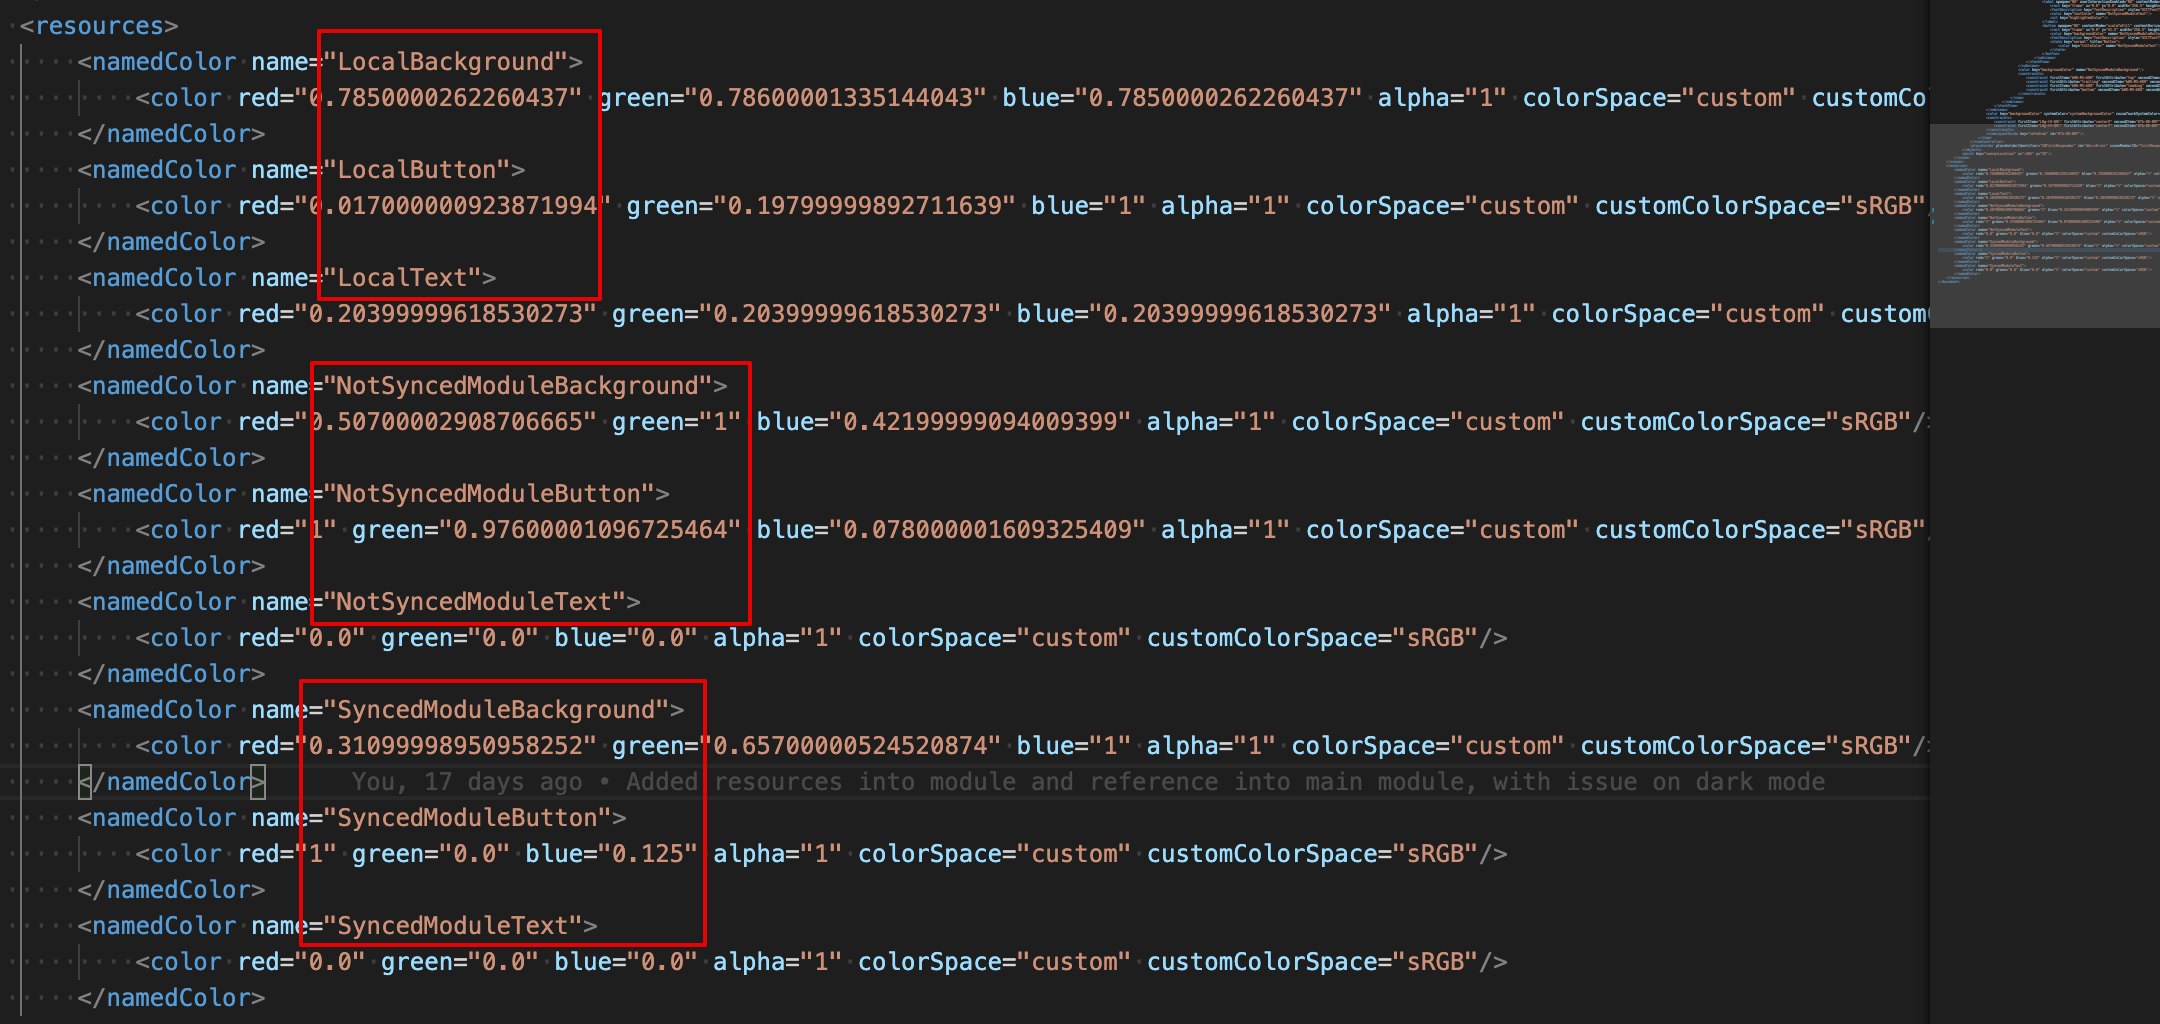 <resources>
<namedColor name="LocalBackground">
<color red="0.7850000262260437" green="0.78600001335144043" blue="0.7850000262260437" alpha="1" colorSpace="custom" customCo
</namedColor>
<namedColor name="LocalButton">
<color red="0.017000000923871994" green="0.19799999892711639" blue="1" alpha="1" colorSpace="custom" customColorSpace="sRGB"/
</namedColor>
<namedColor name="LocalText">
<color red="0.20399999618530273" green="0.20399999618530273" blue="0.20399999618530273" alpha="1" colorSpace="custom" custom
</namedColor>
<namedColor name="NotSyncedModuleBackground">
<color red="0.50700002908706665" green="1" blue="0.42199999094009399" alpha="1" colorSpace="custom" customColorSpace="sRGB"/>
</namedColor>
<namedColor name="NotSyncedModuleButton">
<color red="1" green="0.97600001096725464" blue="0.078000001609325409" alpha="1" colorSpace="custom" customColorSpace="sRGB"/
</namedColor>
<namedColor name="NotSyncedModuleText">
<color red="0.0" green="0.0" blue="0.0" alpha="1" colorSpace="custom" customColorSpace="sRGB"/>
</namedColor>
<namedColor name="SyncedModuleBackground">
<color red="0.31099998950958252" green="0.65700000524520874" blue="1" alpha="1" colorSpace="custom" customColorSpace="sRGB"/>
</namedColor> You, 17 days ago • Added resources into module and reference into main module, with issue on dark mode
<namedColor name="SyncedModuleButton">
<color red="1" green="0.0" blue="0.125" alpha="1" colorSpace="custom" customColorSpace="sRGB"/>
</namedColor>
<namedColor name="SyncedModuleText">
<color red="0.0" green="0.0" blue="0.0" alpha="1" colorSpace="custom" customColorSpace="sRGB"/>
</namedColor>